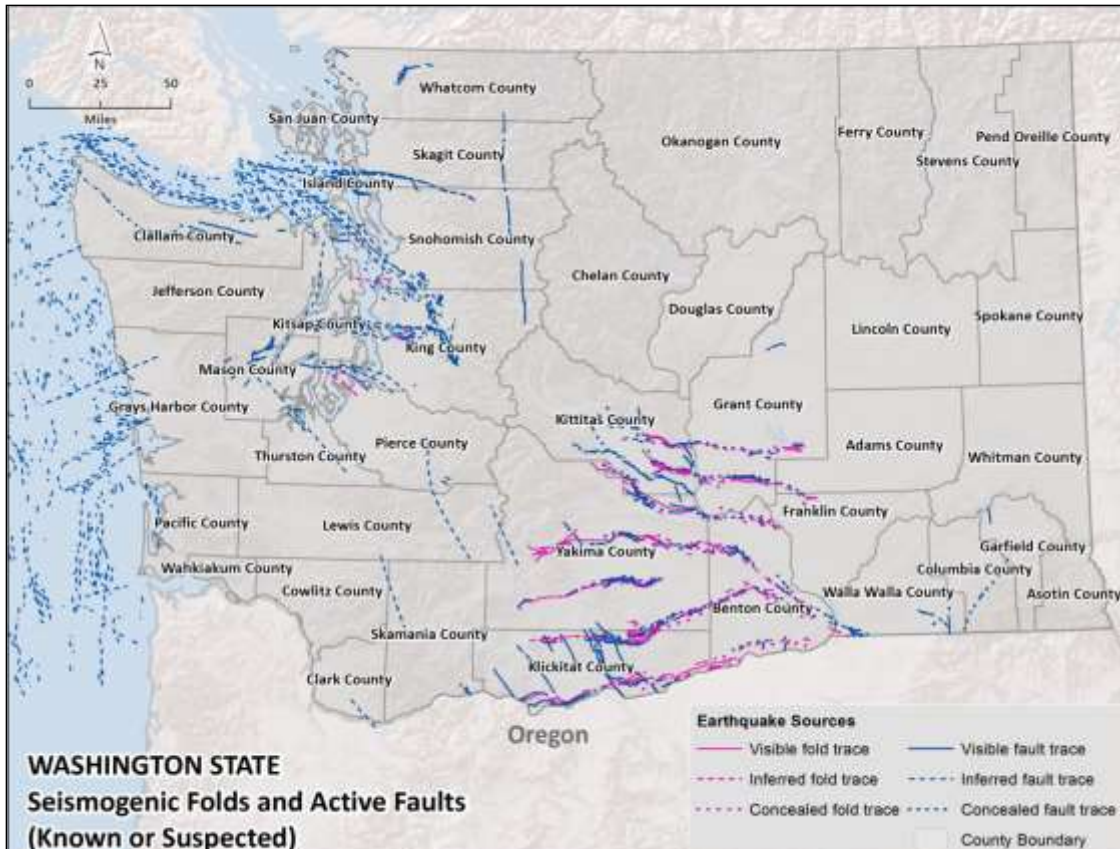 N
0 25 50
Miles
Whatcom County
San Juan County
Skagit County
Okanogan County
Ferry County
Pend Oreille County
Stevens County
Island County
Clallam County
Snohomish County
Chelan County
Jefferson County
Douglas County
Kitsap County
Lincoln County
Spokane County
King County
Mason County
Grays Harbor County
Grant County
Kittitas County
Pierce County
Adams County
Thurston County
Whitman County
Pacific County
Lewis County
Franklin County
Yakima County
Garfield County
Wahkiakum County
Columbia County
Cowlitz County
Walla Walla County
Asotin County
Benton County
Skamania County
Klickitat County
Clark County
Oregon
WASHINGTON STATE
Seismogenic Folds and Active Faults
(Known or Suspected)
Earthquake Sources
Visible fold trace
Visible fault trace
Inferred fold trace
Inferred fault trace
Concealed fold trace
Concealed fault trace
County Boundary